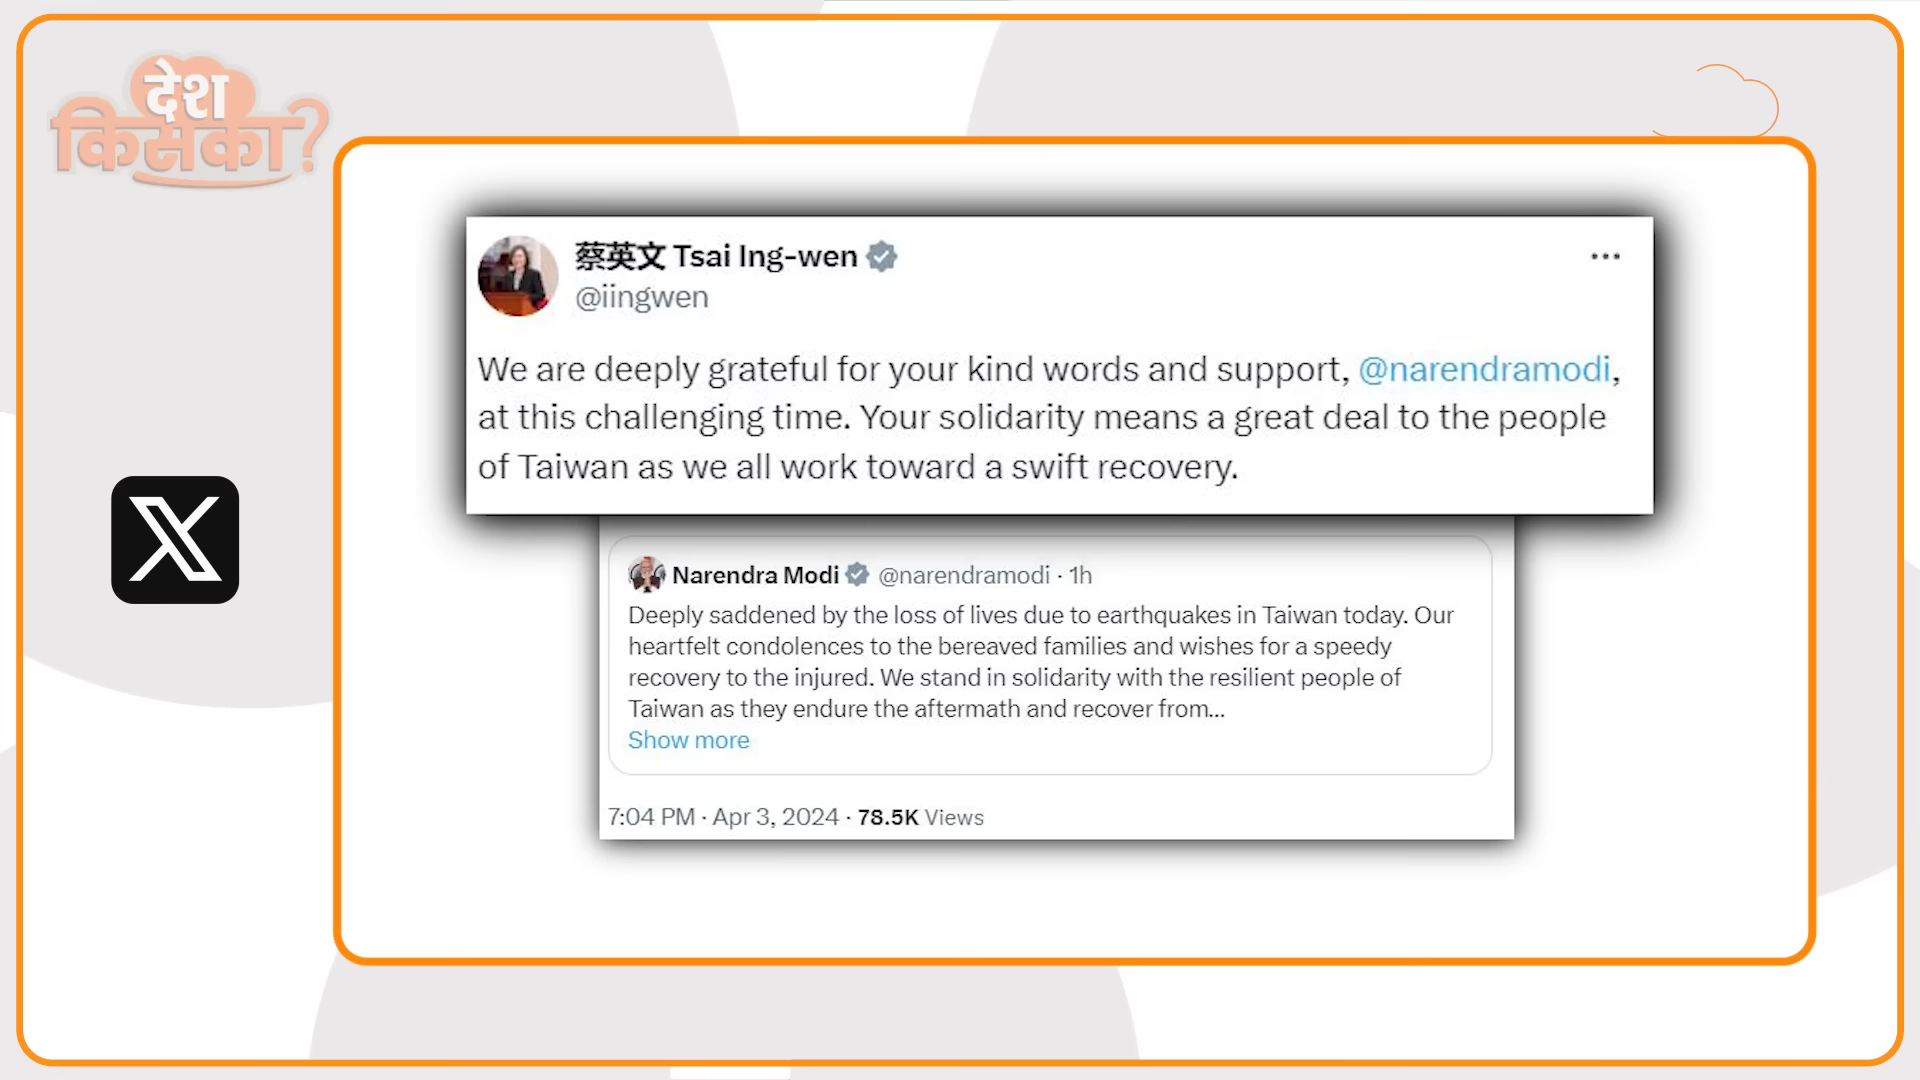 देश
किसका?
蔡英文 Tsai Ing-wen
@iingwen
We are deeply grateful for your kind words and support, @narendramodi,
at this challenging time. Your solidarity means a great deal to the people
of Taiwan as we all work toward a swift recovery.
Narendra Modi @narendramodi · 1h
Deeply saddened by the loss of lives due to earthquakes in Taiwan today. Our
heartfelt condolences to the bereaved families and wishes for a speedy
recovery to the injured. We stand in solidarity with the resilient people of
Taiwan as they endure the aftermath and recover from...
Show more
7:04 PM · Apr 3, 2024 · 78.5K Views